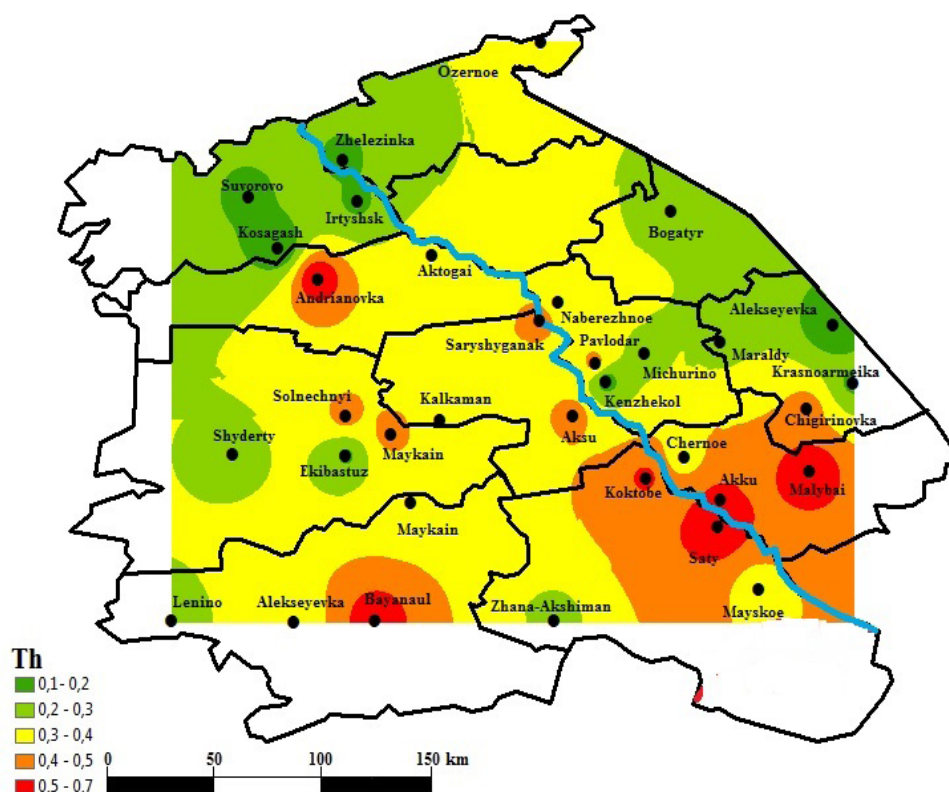 Ozernoe
Zhelezinka
Suvorovo
Irtyshsk
Kosagash
Bogatyr
Aktogai
Andrianovka
Naberezhnoe
Alekseyevka
Saryshyganak
Pavlodar
Maraldy
Michurino
Krasnoarmeika
Solnechnyi
Kalkaman
Kenzhekol
Chigirinovka
Shyderty
Aksu
Maykain
Chernoe
Ekibastuz
Koktobe
Akku
Malybai
Maykain
Saty
Lenino
Alekseyevka
Bayanaul
Zhana-Akshiman
Mayskoe
Th
0,1- 0,2
0,2 - 0,3
0,3 - 0,4
0,4 - 0,5
0,5 - 0,7
0 50 100 150 km